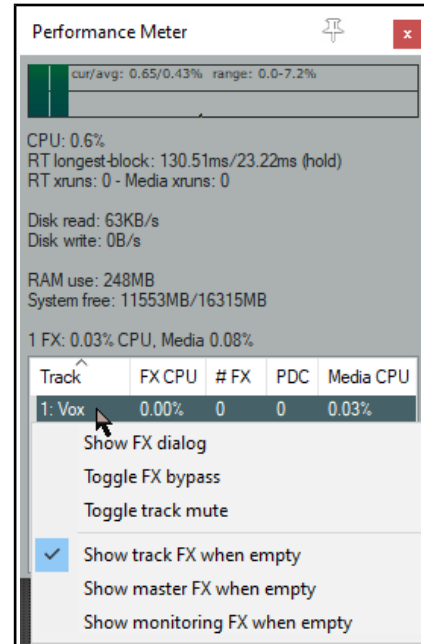 Performance Meter
x
cur/avg: 0.65/0.43% range: 0.0-7.2%
CPU: 0.6%
RT longest-block: 130.51ms/23.22ms (hold)
RT xruns: 0 - Media xruns: 0
Disk read: 63KB/s
Disk write: 0B/s
RAM use: 248MB
System free: 11553MB/16315MB
1 FX: 0.03% CPU, Media 0.08%
Track FX CPU # FX PDC Media CPU
1: Vox 0.00% 0 0 0.03%
Show FX dialog
Toggle FX bypass
Toggle track mute
Show track FX when empty
Show master FX when empty
Show monitoring FX when empty